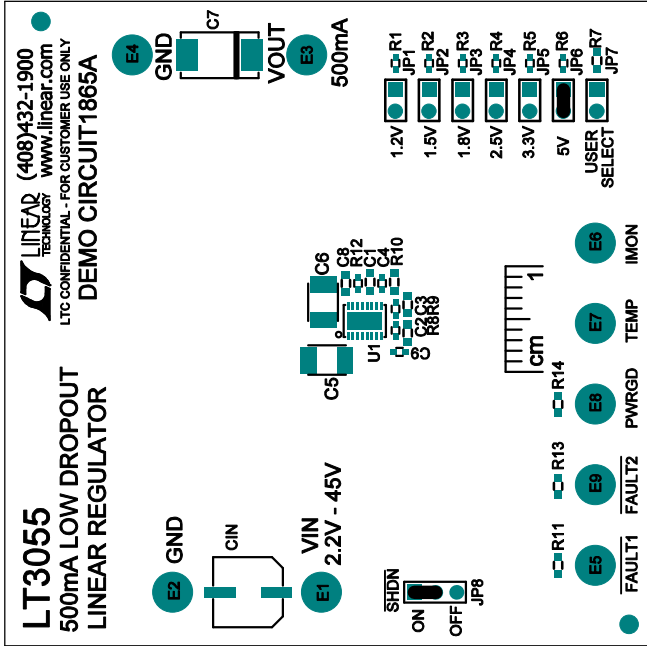 LT3055
500mA LOW DROPOUT
LINEAR REGULATOR
LINEAR
TECHNOLOGY
(408)432-1900
www.linear.com
LTC CONFIDENTIAL - FOR CUSTOMER USE ONLY
DEMO CIRCUIT1865A
E2
GND
CIN
E1
VIN
2.2V - 45V
E4
GND
C7
VOUT
E3
500mA
C5
C6
U1
C8
R12
C1
C4
R10
C2
C3
R8
R9
C9
R1
JP1
1.2V
R2
JP2
1.5V
R3
JP3
1.8V
R4
JP4
2.5V
R5
JP5
3.3V
R6
JP6
5V
R7
JP7
USER
SELECT
SHDN
ON
OFF
JP8
cm
1
R11
E5
FAULT1
R13
E9
FAULT2
R14
E8
PWRGD
E7
TEMP
E6
IMON